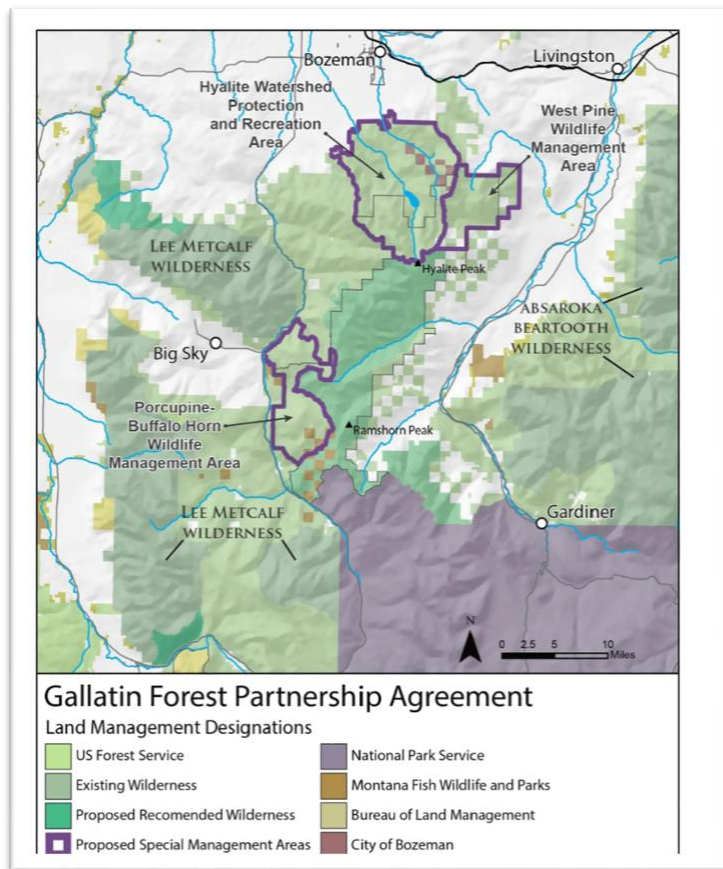 Bozeman
Livingston
Hyalite Watershed
Protection
and Recreation
Area
West Pine
Wildlife
Management
Area
LEE METCALF
WILDERNESS
Hyalite Peak
ABSAROKA
BEARTOOTH
WILDERNESS
Big Sky
Porcupine-
Buffalo Horn
Wildlife
Management Area
Ramshorn Peak
LEE METCALF
WILDERNESS
Gardiner
N
0 2.5 5 10
Miles
Gallatin Forest Partnership Agreement
Land Management Designations
US Forest Service
Existing Wilderness
Proposed Recomended Wilderness
Proposed Special Management Areas
National Park Service
Montana Fish Wildlife and Parks
Bureau of Land Management
City of Bozeman